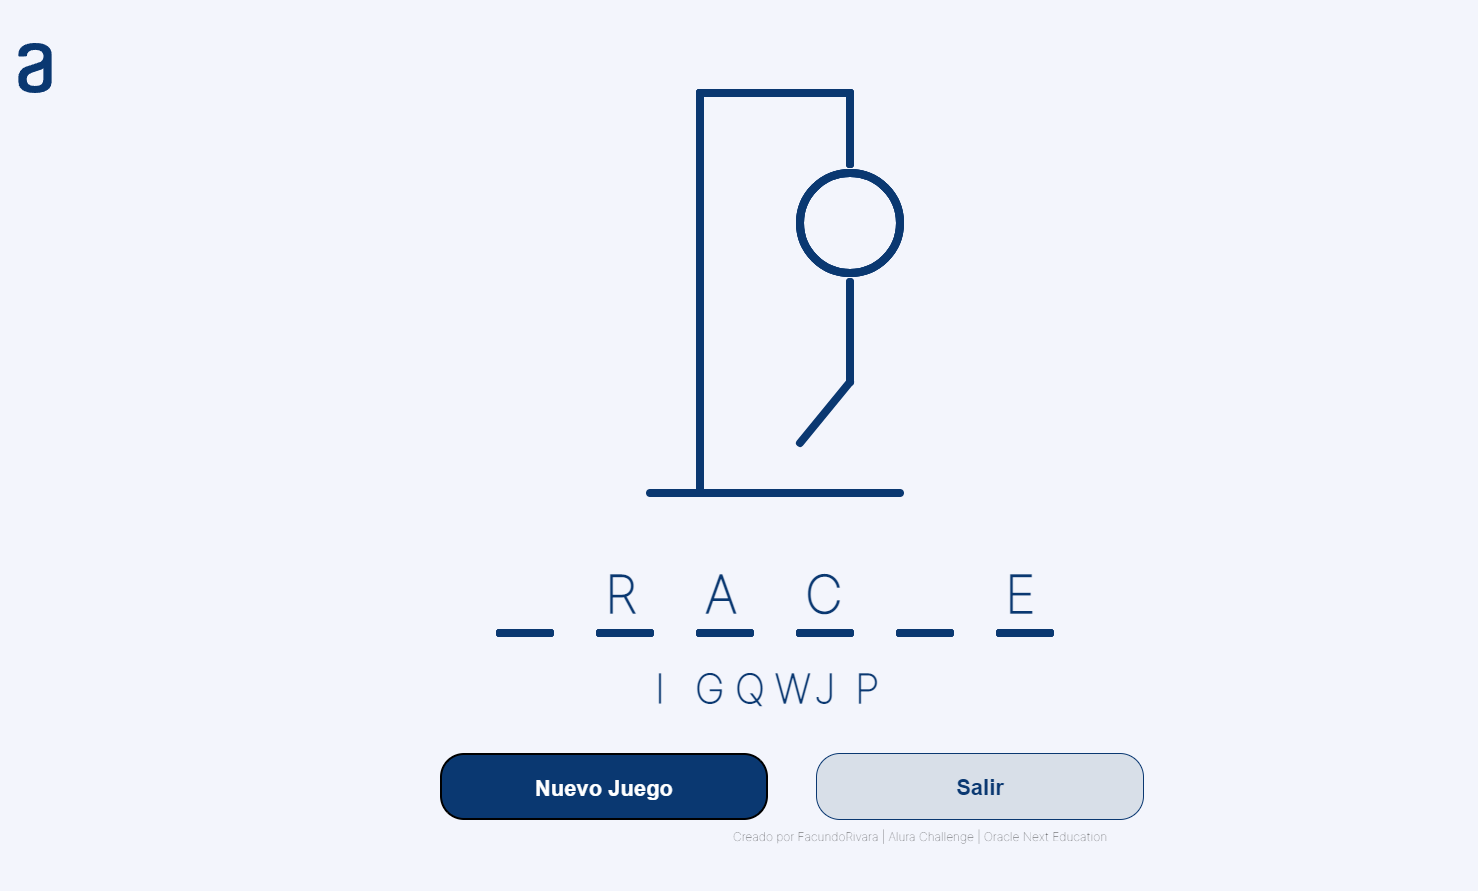 a
_ R A C _ E
I G Q W J P
Nuevo Juego
Salir
Creado por FacundoRivara | Alura Challenge | Oracle Next Education